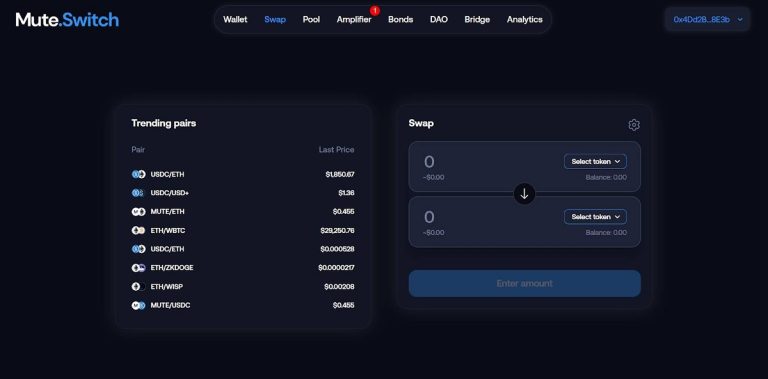 Mute.Switch
Wallet Swap Pool Amplifier 1 Bonds DAO Bridge Analytics
0x4Dd2B...8E3b
Trending pairs
Pair Last Price
USDC/ETH $1,850.67
USDC/USD+ $1.36
MUTE/ETH $0.455
ETH/WBTC $29,250.76
USDC/ETH $0.000528
ETH/ZKDOGE $0.0000217
ETH/WISP $0.00208
MUTE/USDC $0.455
Swap
0 Select token
~$0.00 Balance: 0.00
0 Select token
~$0.00 Balance: 0.00
Enter amount